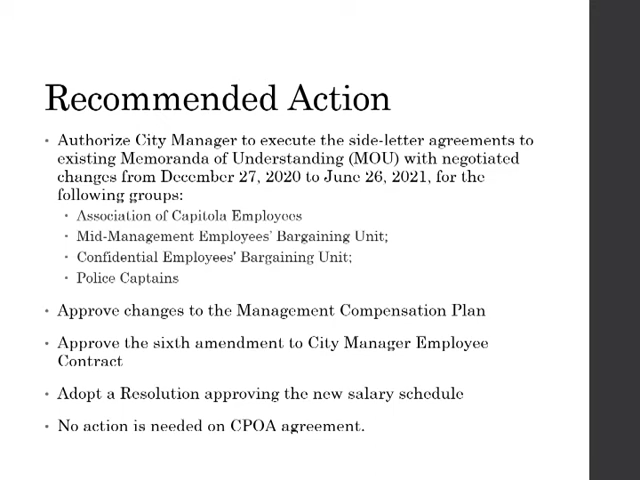 Recommended Action
• Authorize City Manager to execute the side-letter agreements to
existing Memoranda of Understanding (MOU) with negotiated
changes from December 27, 2020 to June 26, 2021, for the
following groups:
• Association of Capitola Employees
• Mid-Management Employees' Bargaining Unit;
• Confidential Employees' Bargaining Unit;
• Police Captains
• Approve changes to the Management Compensation Plan
• Approve the sixth amendment to City Manager Employee
Contract
• Adopt a Resolution approving the new salary schedule
• No action is needed on CPOA agreement.